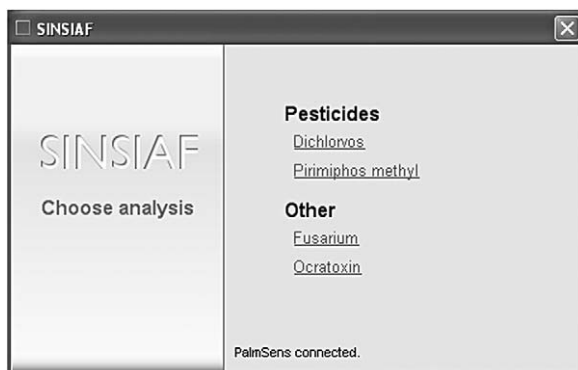 SINSIAF
SINSIAF
Choose analysis
Pesticides
Dichlorvos
Pirimiphos methyl
Other
Fusarium
Ocratoxin
PalmSens connected.